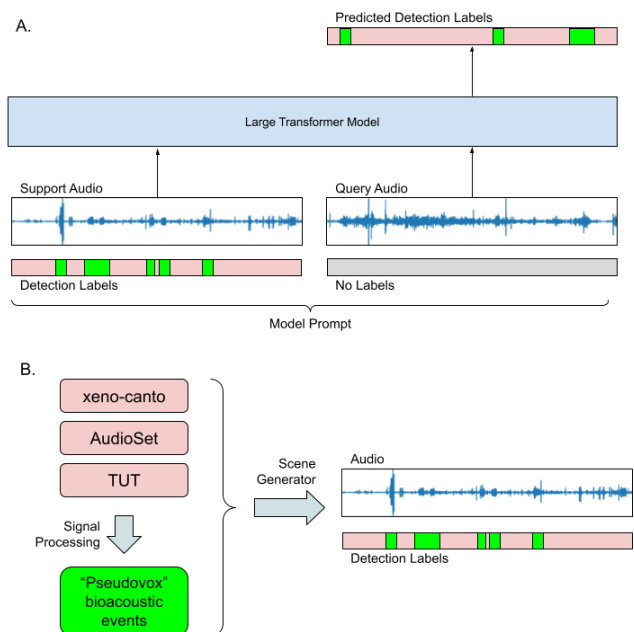 A.
Predicted Detection Labels
Large Transformer Model
Support Audio
Query Audio
Detection Labels
No Labels
Model Prompt
B.
xeno-canto
AudioSet
TUT
Signal
Processing
"Pseudovox"
bioacoustic
events
Scene
Generator
Audio
Detection Labels